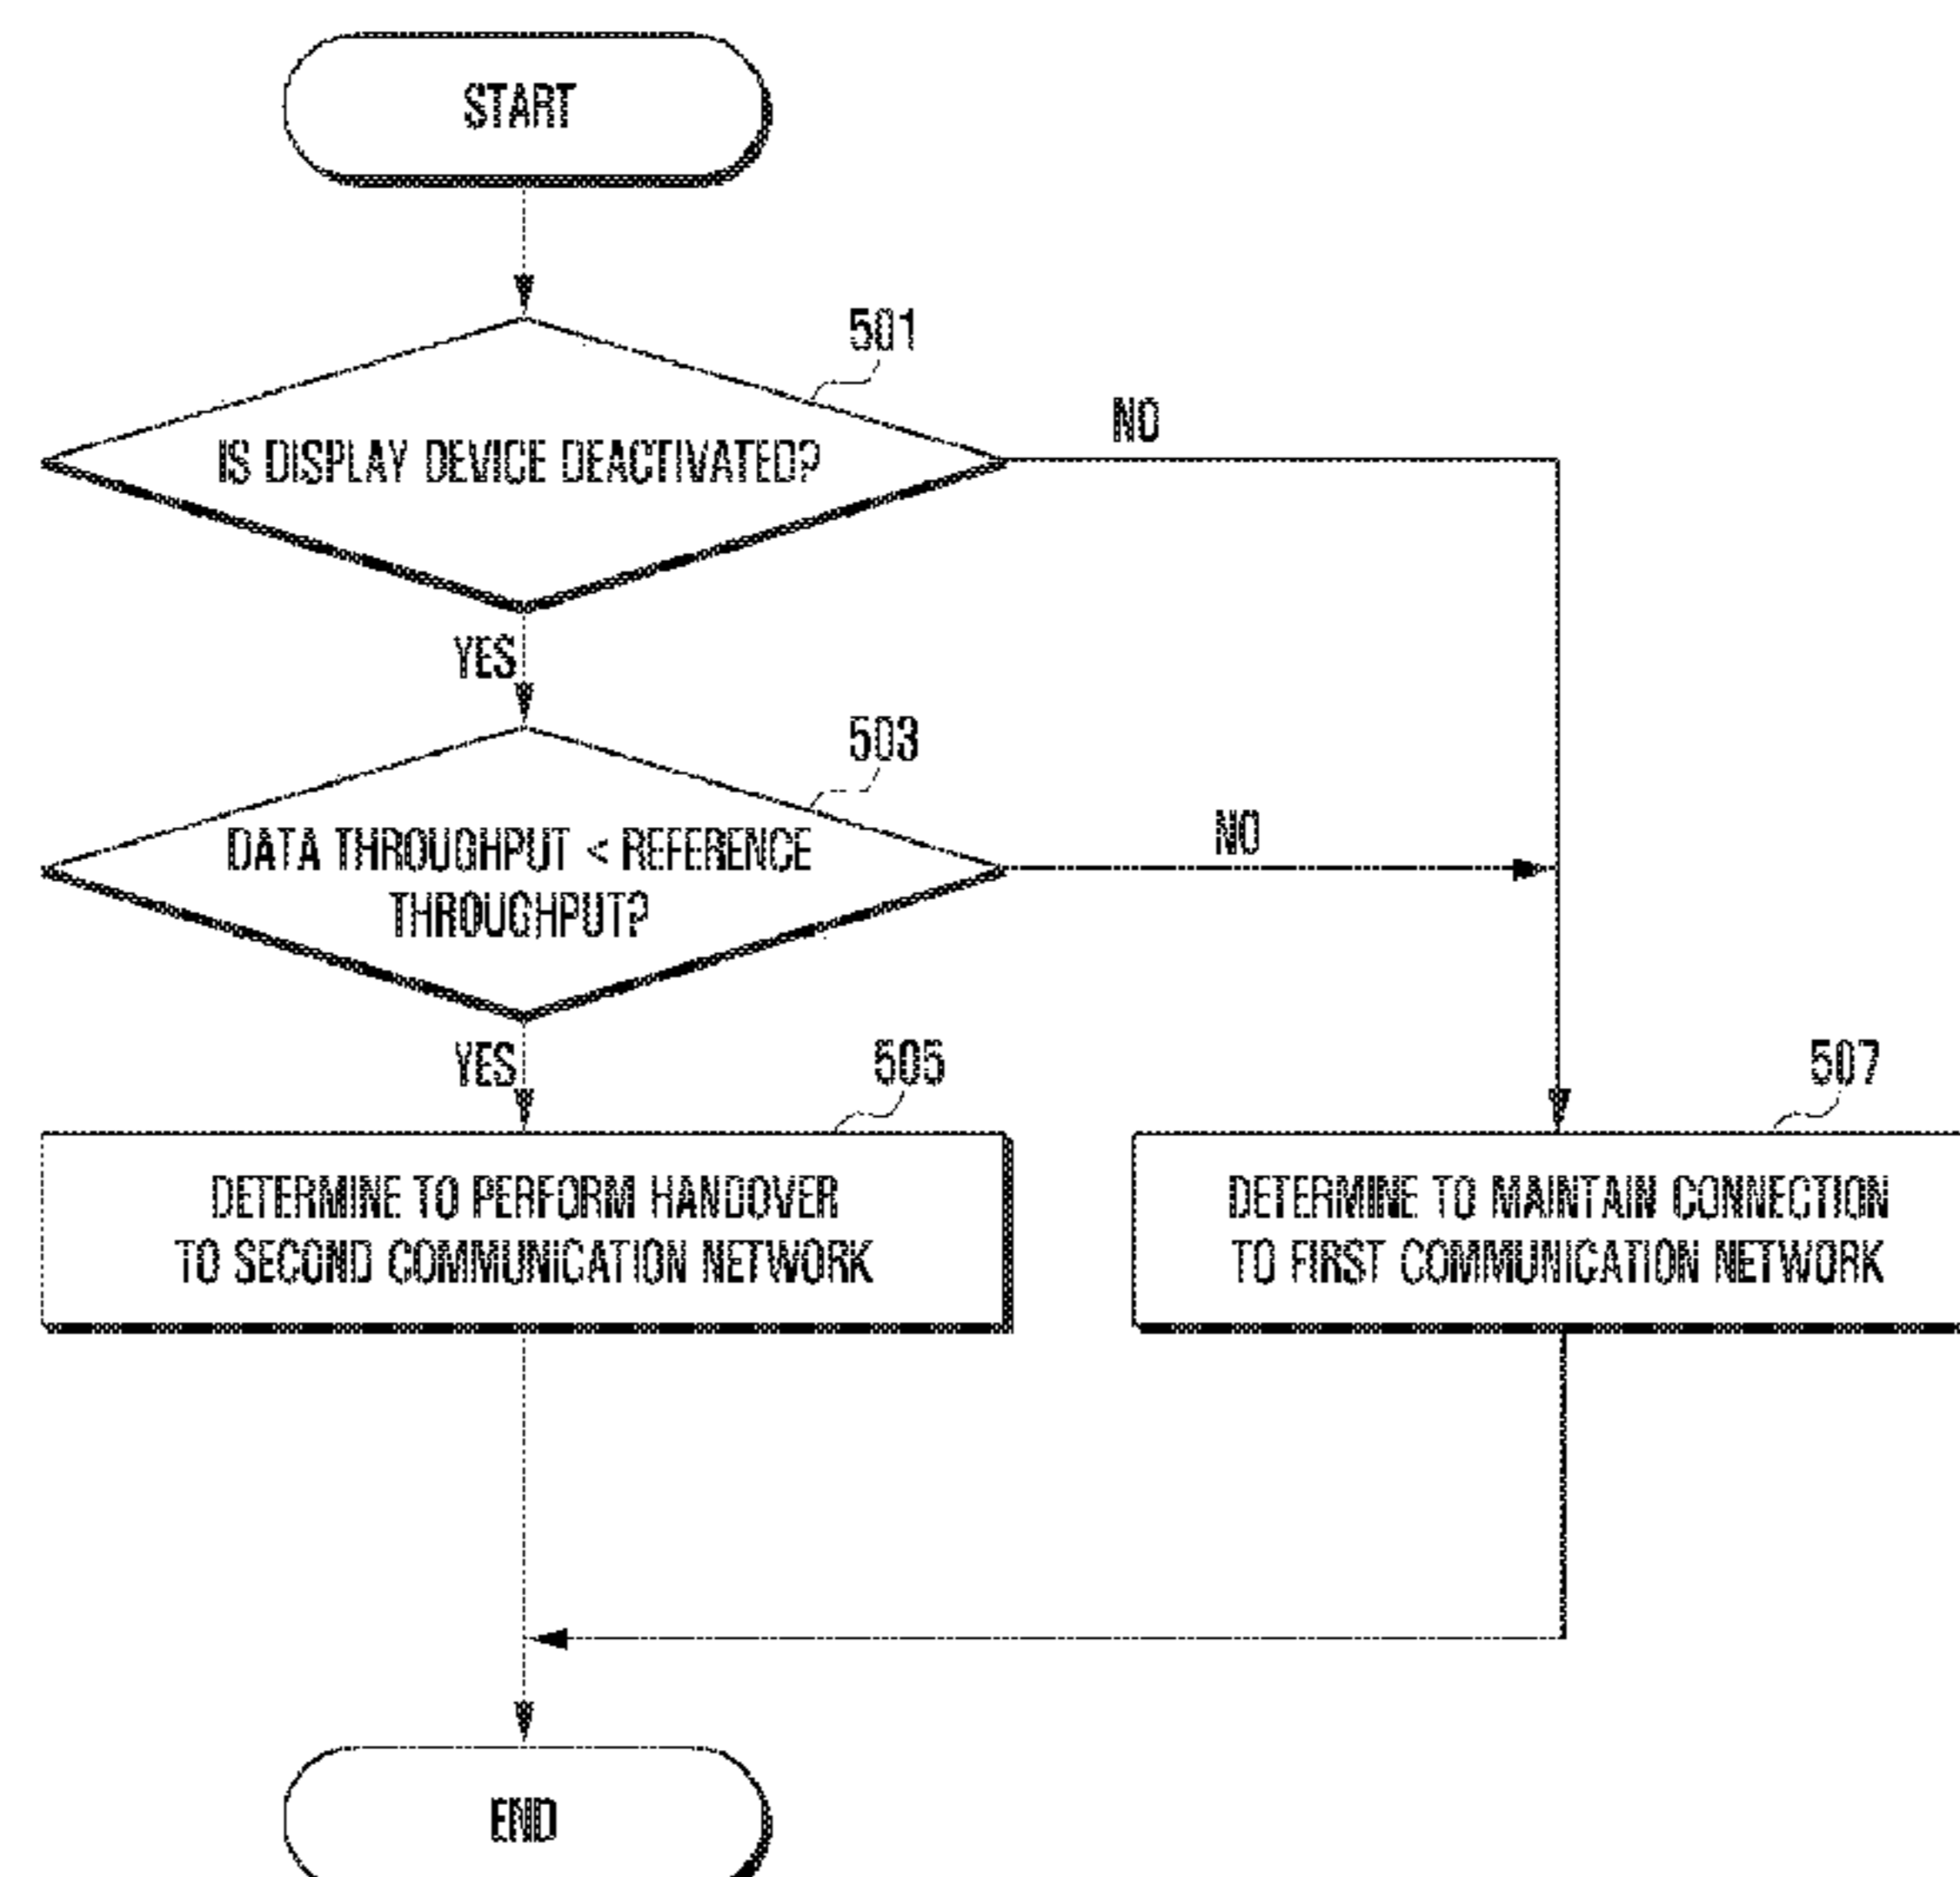 START
501
IS DISPLAY DEVICE DEACTIVATED?
NO
YES
503
DATA THROUGHPUT < REFERENCE
THROUGHPUT?
NO
YES
505
DETERMINE TO PERFORM HANDOVER
TO SECOND COMMUNICATION NETWORK
507
DETERMINE TO MAINTAIN CONNECTION
TO FIRST COMMUNICATION NETWORK
END